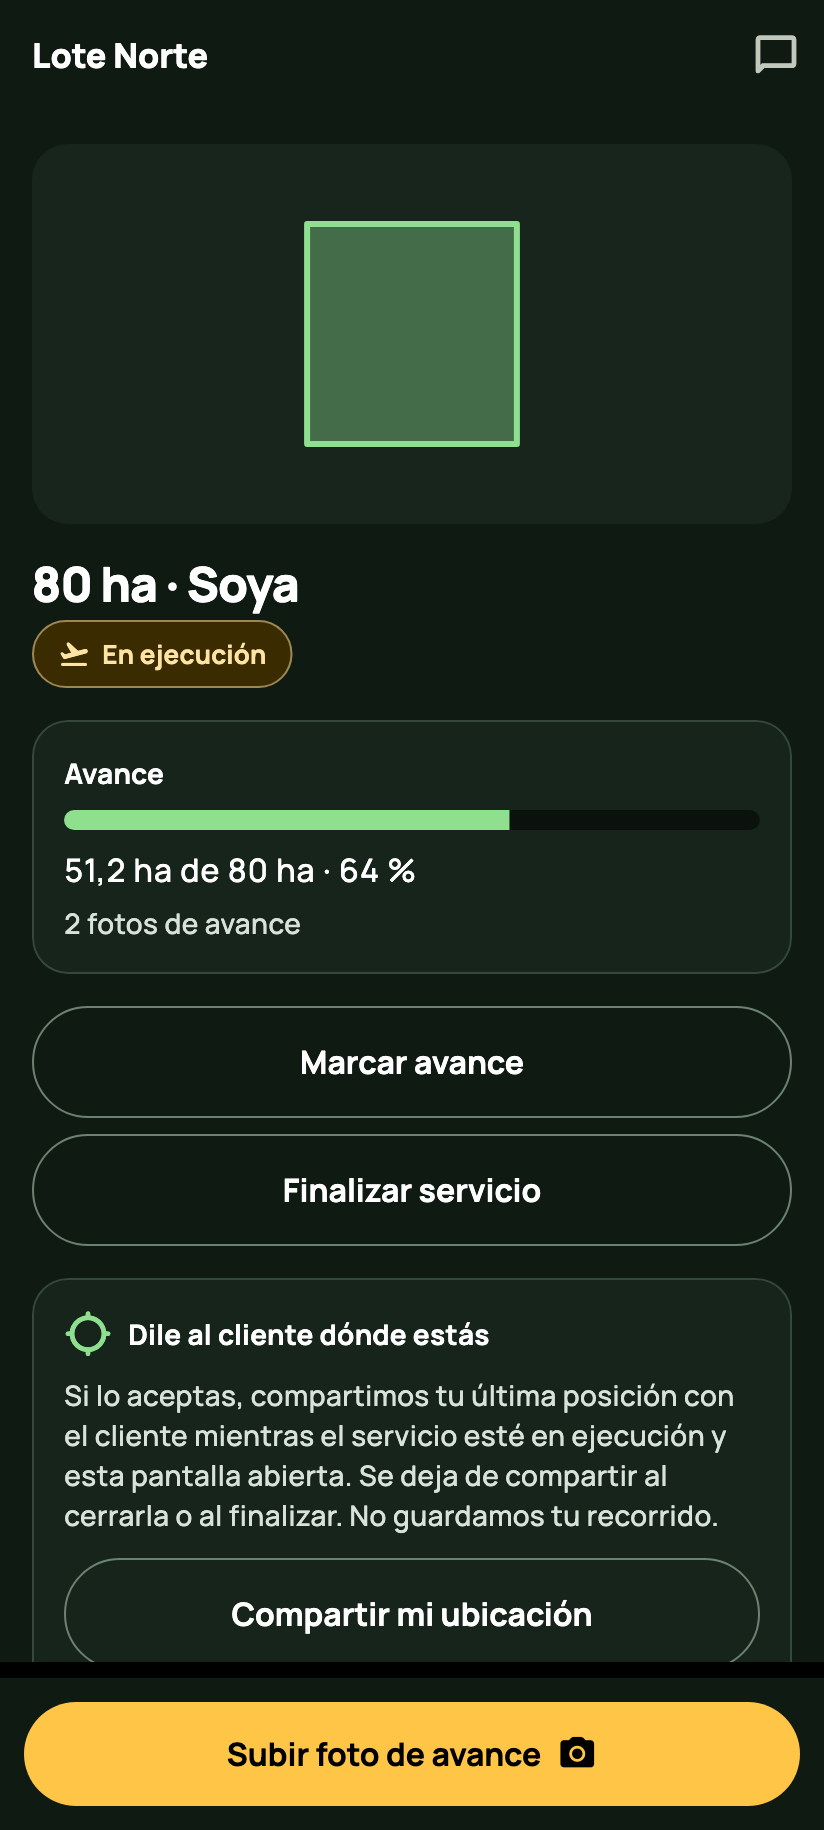 Lote Norte
80 ha · Soya
En ejecución
Avance
51,2 ha de 80 ha · 64 %
2 fotos de avance
Marcar avance
Finalizar servicio
Dile al cliente dónde estás
Si lo aceptas, compartimos tu última posición con
el cliente mientras el servicio esté en ejecución y
esta pantalla abierta. Se deja de compartir al
cerrarla o al finalizar. No guardamos tu recorrido.
Compartir mi ubicación
Subir foto de avance